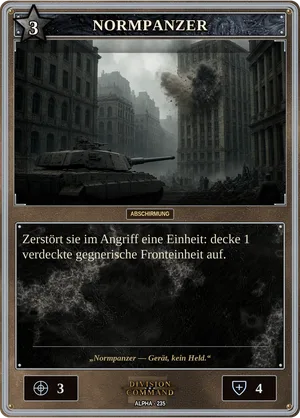 3
NORMPANZER
ABSCHIRMUNG
Zerstört sie im Angriff eine Einheit: decke 1
verdeckte gegnerische Fronteinheit auf.
„Normpanzer — Gerät, kein Held.“
3
DIVISION
COMMAND
ALPHA 235
4